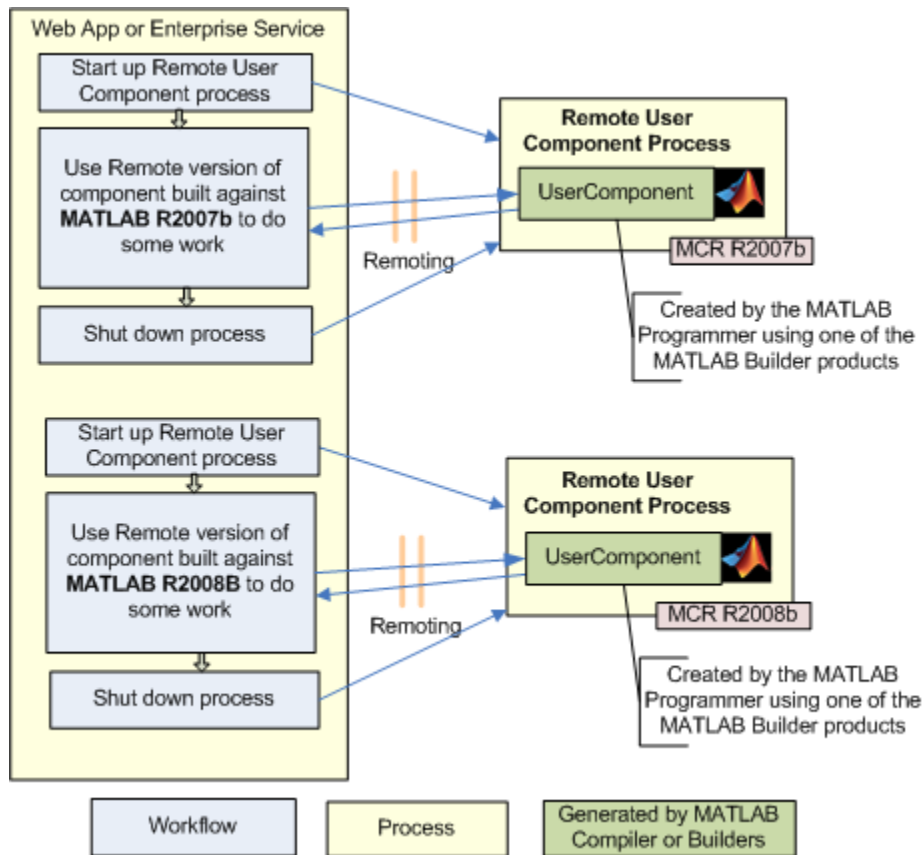 Web App or Enterprise Service
Start up Remote User
Component process
Use Remote version of
component built against
MATLAB R2007b to do
some work
Shut down process
Remoting
Remote User
Component Process
UserComponent
MCR R2007b
Created by the MATLAB
Programmer using one of the
MATLAB Builder products
Start up Remote User
Component process
Use Remote version of
component built against
MATLAB R2008B to do
some work
Shut down process
Remoting
Remote User
Component Process
UserComponent
MCR R2008b
Created by the MATLAB
Programmer using one of the
MATLAB Builder products
Workflow
Process
Generated by MATLAB
Compiler or Builders